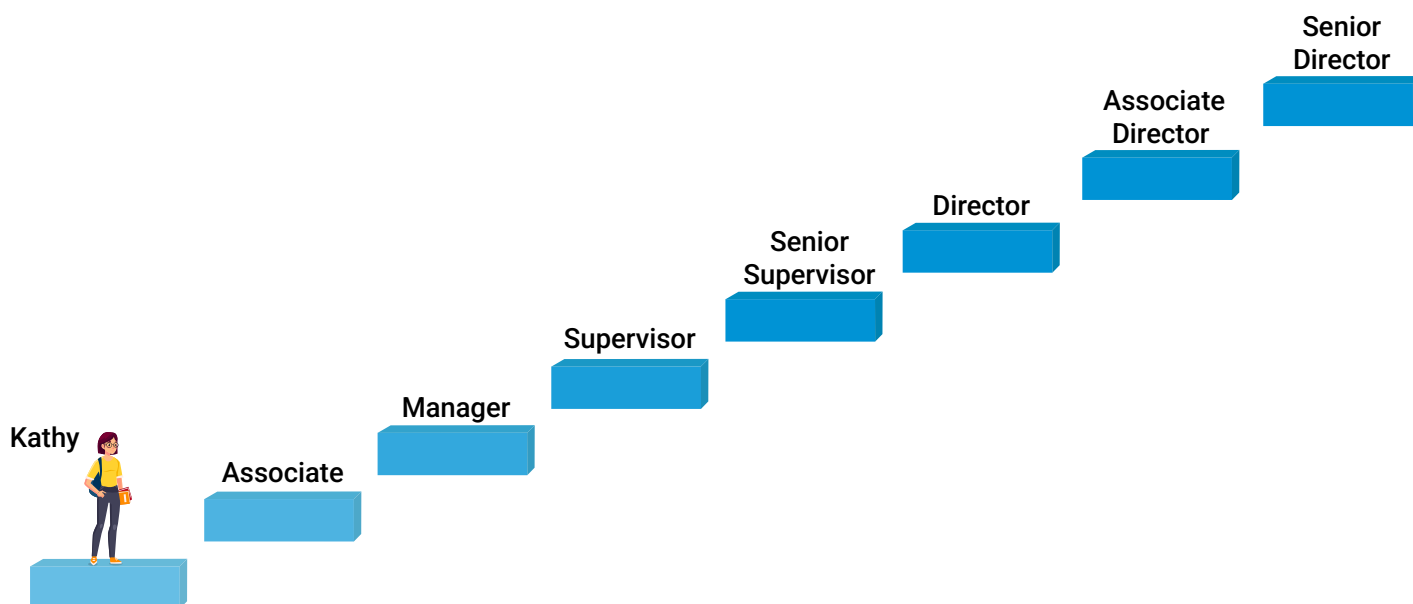 Kathy
Associate
Manager
Supervisor
Senior
Supervisor
Director
Associate
Director
Senior
Director